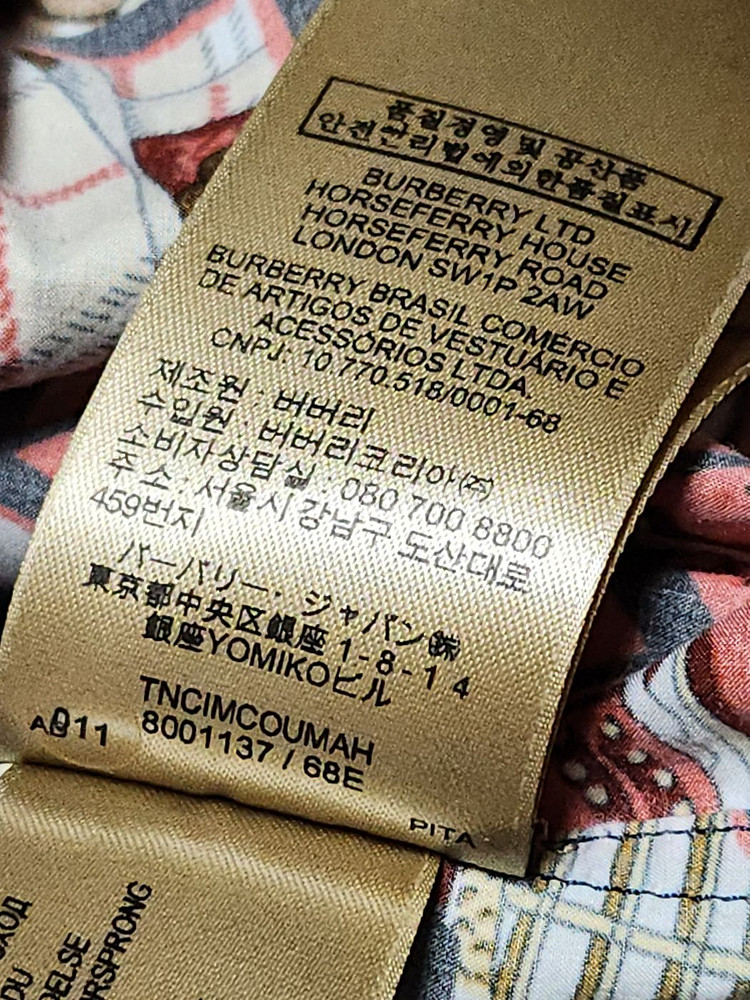 품질경영 및 공산품
안전관리법에의한품질표시
BURBERRY LTD
HORSEFERRY HOUSE
HORSEFERRY ROAD
LONDON SW1P 2AW
BURBERRY BRASIL COMÉRCIO
DE ARTIGOS DE VESTUÁRIO E
ACESSÓRIOS LTDA.
CNPJ: 10.770.518/0001-68
제조원 : 버버리
수입원 : 버버리코리아㈜
소비자상담실 : 080 700 8800
주소 : 서울시 강남구 도산대로
459번지
バーバリー・ジャパン㈱
東京都中央区銀座 1-8-14
銀座YOMIKOビル
TNCIMCOUMAH
8001137 / 68E
011
PITA